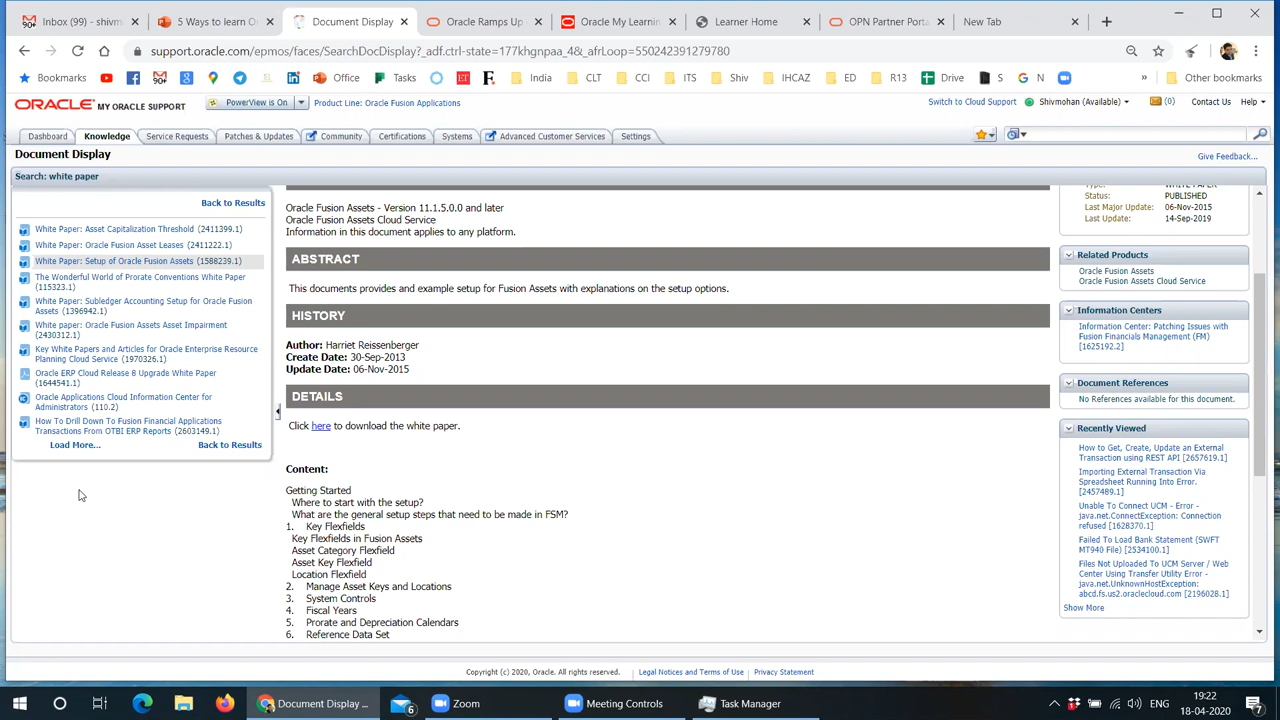 Inbox (99) - shivm
5 Ways to learn O
Document Display
Oracle Ramps Up
Oracle My Learnin
Learner Home
OPN Partner Porta
New Tab
support.oracle.com/epmos/faces/SearchDocDisplay?_adf.ctrl-state=177khgnpaa_4&_afrLoop=550242391279780
Bookmarks
90+
Office
Tasks
ET
F.
India
CLT
CCI
ITS
Shiv
IHCAZ
ED
R13
Drive
S
N
»
Other bookmarks
ORACLE MY ORACLE SUPPORT
PowerView is On
Product Line: Oracle Fusion Applications
Switch to Cloud Support
Shivmohan (Available)
(0)
Contact Us
Help
Dashboard
Knowledge
Service Requests
Patches & Updates
Community
Certifications
Systems
Advanced Customer Services
Settings
Document Display
Give Feedback...
Search: white paper
Back to Results
White Paper: Asset Capitalization Threshold (2411399.1)
White Paper: Oracle Fusion Asset Leases (2411222.1)
White Paper: Setup of Oracle Fusion Assets (1588239.1)
The Wonderful World of Prorate Conventions White Paper
(115323.1)
White Paper: Subledger Accounting Setup for Oracle Fusion
Assets (1396942.1)
White paper: Oracle Fusion Assets Asset Impairment
(2430312.1)
Key White Papers and Articles for Oracle Enterprise Resource
Planning Cloud Service (1970326.1)
Oracle ERP Cloud Release 8 Upgrade White Paper
(1644541.1)
Oracle Applications Cloud Information Center for
Administrators (110.2)
How To Drill Down To Fusion Financial Applications
Transactions From OTBI ERP Reports (2603149.1)
Load More...
Back to Results
Oracle Fusion Assets - Version 11.1.5.0.0 and later
Oracle Fusion Assets Cloud Service
Information in this document applies to any platform.
ABSTRACT
This documents provides and example setup for Fusion Assets with explanations on the setup options.
HISTORY
Author: Harriet Reissenberger
Create Date: 30-Sep-2013
Update Date: 06-Nov-2015
DETAILS
Click here to download the white paper.
Content:
Getting Started
Where to start with the setup?
What are the general setup steps that need to be made in FSM?
1. Key Flexfields
Key Flexfields in Fusion Assets
Asset Category Flexfield
Asset Key Flexfield
Location Flexfield
2. Manage Asset Keys and Locations
3. System Controls
4. Fiscal Years
5. Prorate and Depreciation Calendars
6. Reference Data Set
Type: WHITE PAPER
Status: PUBLISHED
Last Major Update: 06-Nov-2015
Last Update: 14-Sep-2019
Related Products
Oracle Fusion Assets
Oracle Fusion Assets Cloud Service
Information Centers
Information Center: Patching Issues with
Fusion Financials Management (FM)
[1625192.2]
Document References
No References available for this document.
Recently Viewed
How to Get, Create, Update an External
Transaction using REST API [2657619.1]
Importing External Transaction Via
Spreadsheet Running Into Error.
[2457489.1]
Unable To Connect UCM - Error -
java.net.ConnectException: Connection
refused [1628370.1]
Failed To Load Bank Statement (SWFT
MT940 File) [2534100.1]
Files Not Uploaded To UCM Server / Web
Center Using Transfer Utility Error -
java.net.UnknownHostException:
abcd.fs.us2.oraclecloud.com [2196028.1]
Show More
Copyright (c) 2020, Oracle. All rights reserved.
Legal Notices and Terms of Use
Privacy Statement
Document Display ...
6
Zoom
Meeting Controls
Task Manager
ENG
19:22
18-04-2020
7